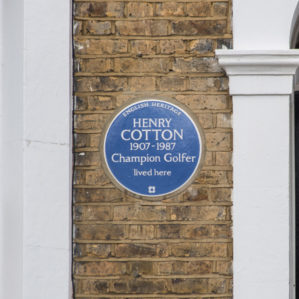 ENGLISH HERITAGE
HENRY
COTTON
1907-1987
Champion Golfer
lived here